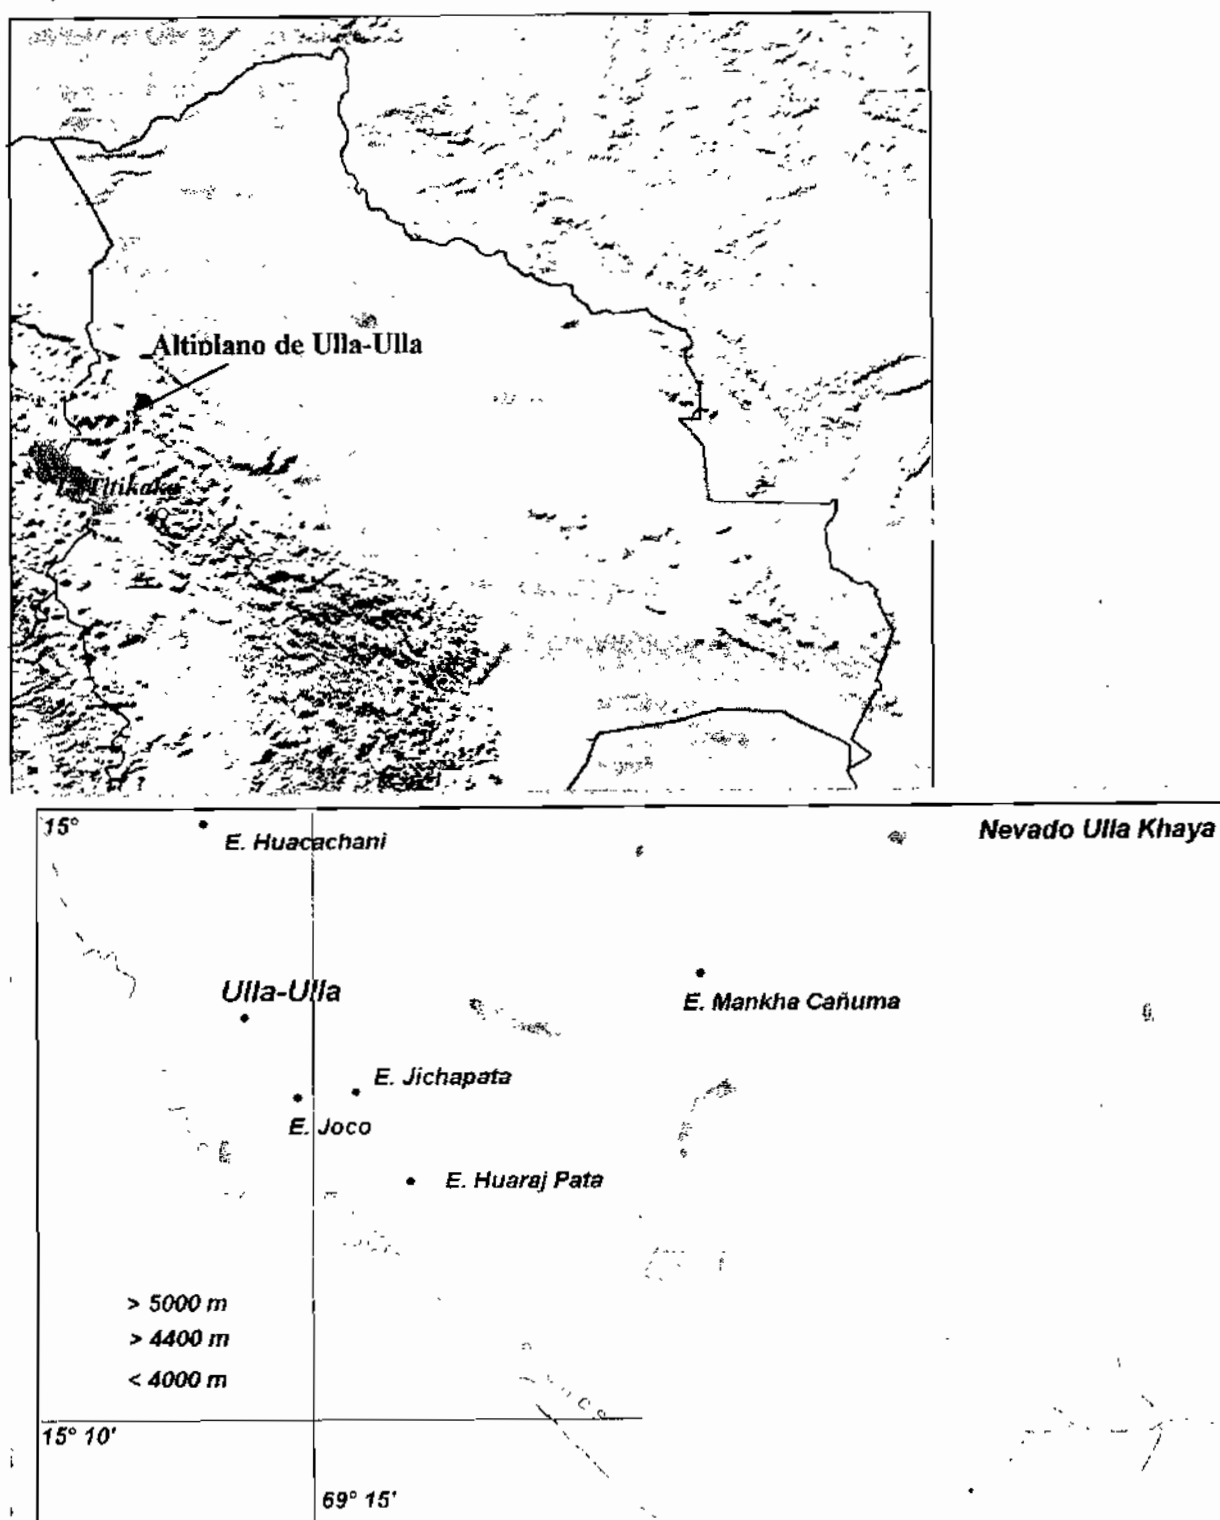 Altiplano de Ulla-Ulla
L. Titikaka
15°
E. Huacachani
Nevado Ulla Khaya
Ulla-Ulla
E. Mankha Cañuma
E. Jichapata
E. Joco
E. Huaraj Pata
> 5000 m
> 4400 m
< 4000 m
15° 10'
69° 15'